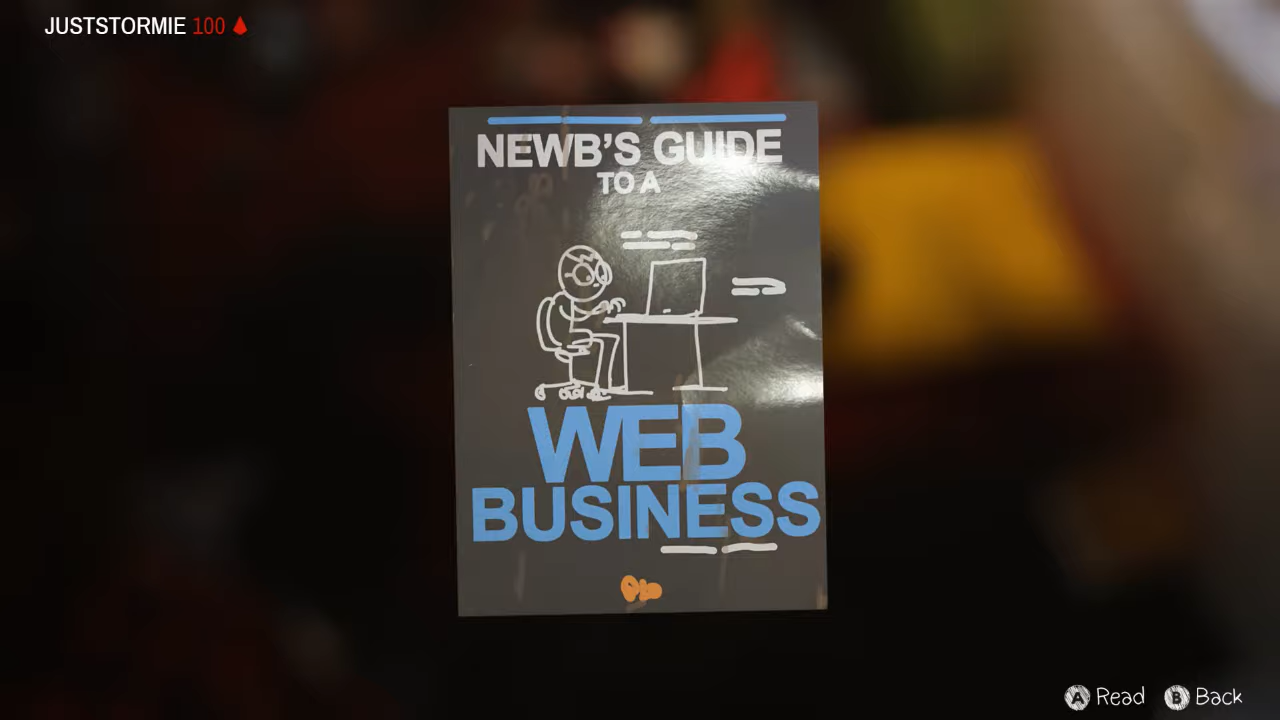 JUSTSTORMIE 100
NEWB'S GUIDE
TO A
WEB
BUSINESS
A Read B Back